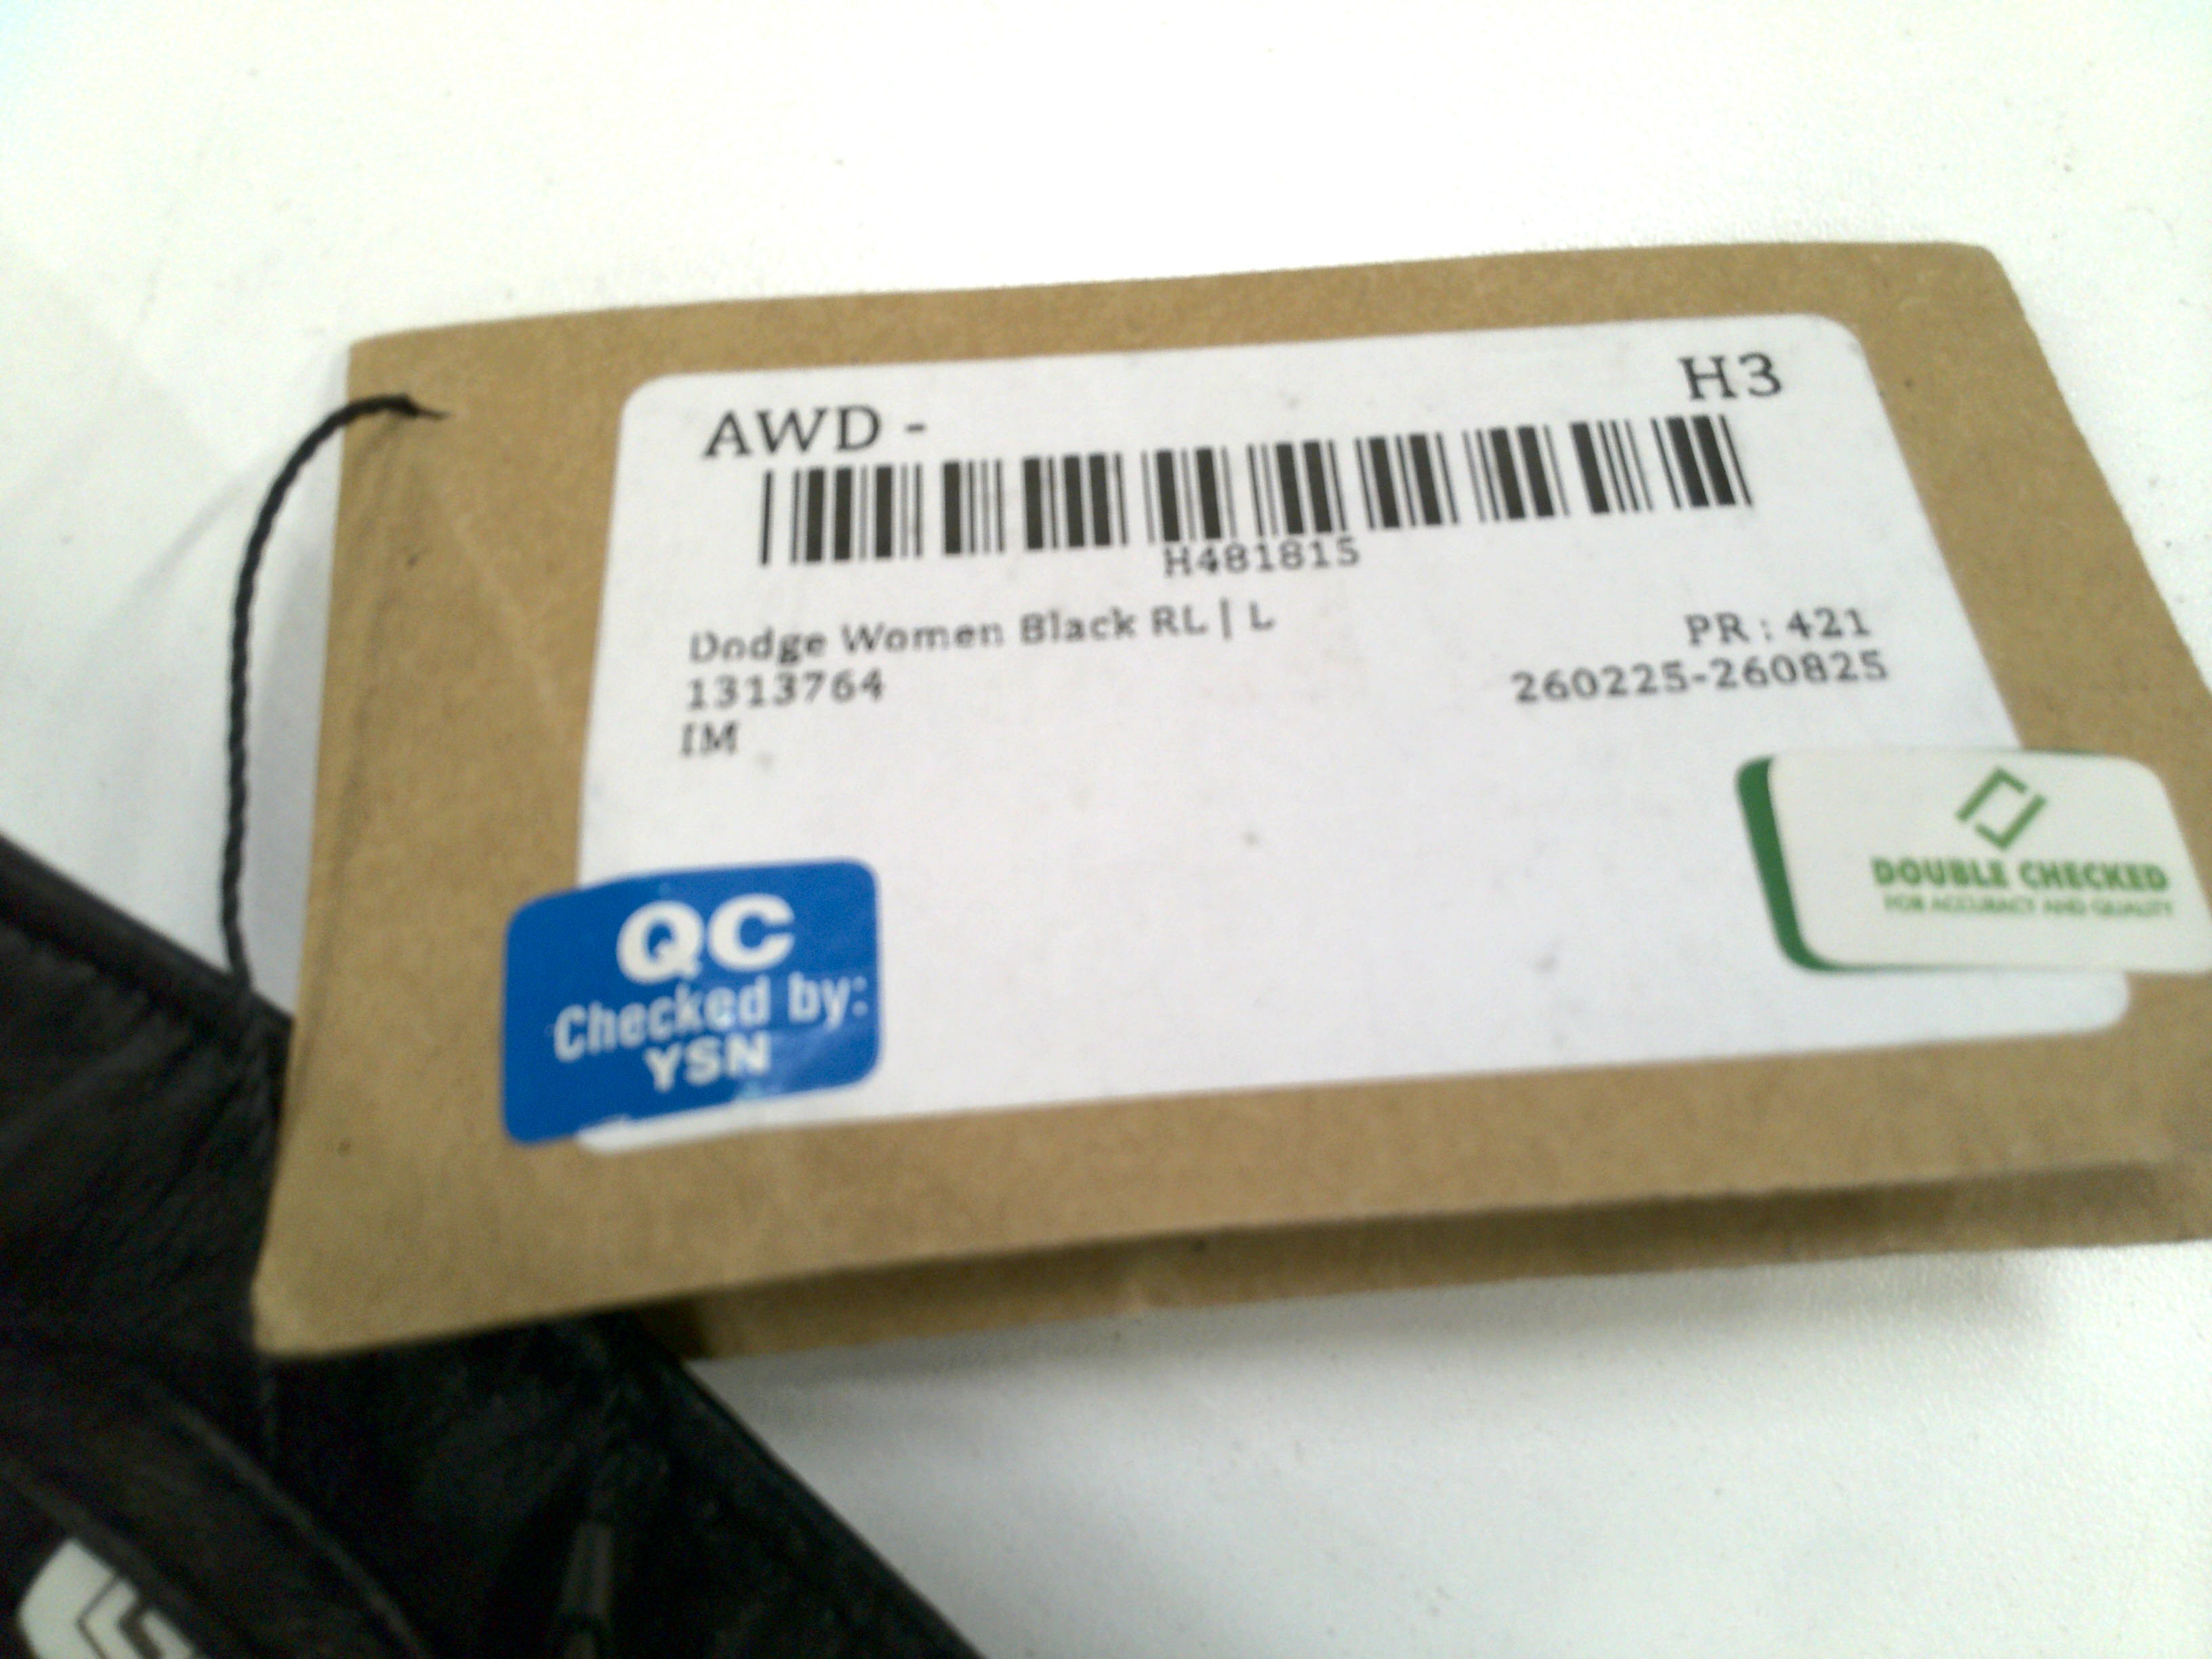 AWD -
H3
H481815
Dodge Women Black RL | L
PR : 421
1313764
260225-260825
IM
DOUBLE CHECKED
FOR ACCURACY AND QUALITY
QC
Checked by:
YSN